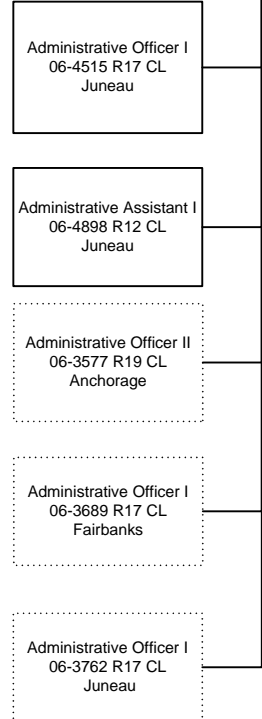 Administrative Officer I
06-4515 R17 CL
Juneau
Administrative Assistant I
06-4898 R12 CL
Juneau
Administrative Officer II
06-3577 R19 CL
Anchorage
Administrative Officer I
06-3689 R17 CL
Fairbanks
Administrative Officer I
06-3762 R17 CL
Juneau